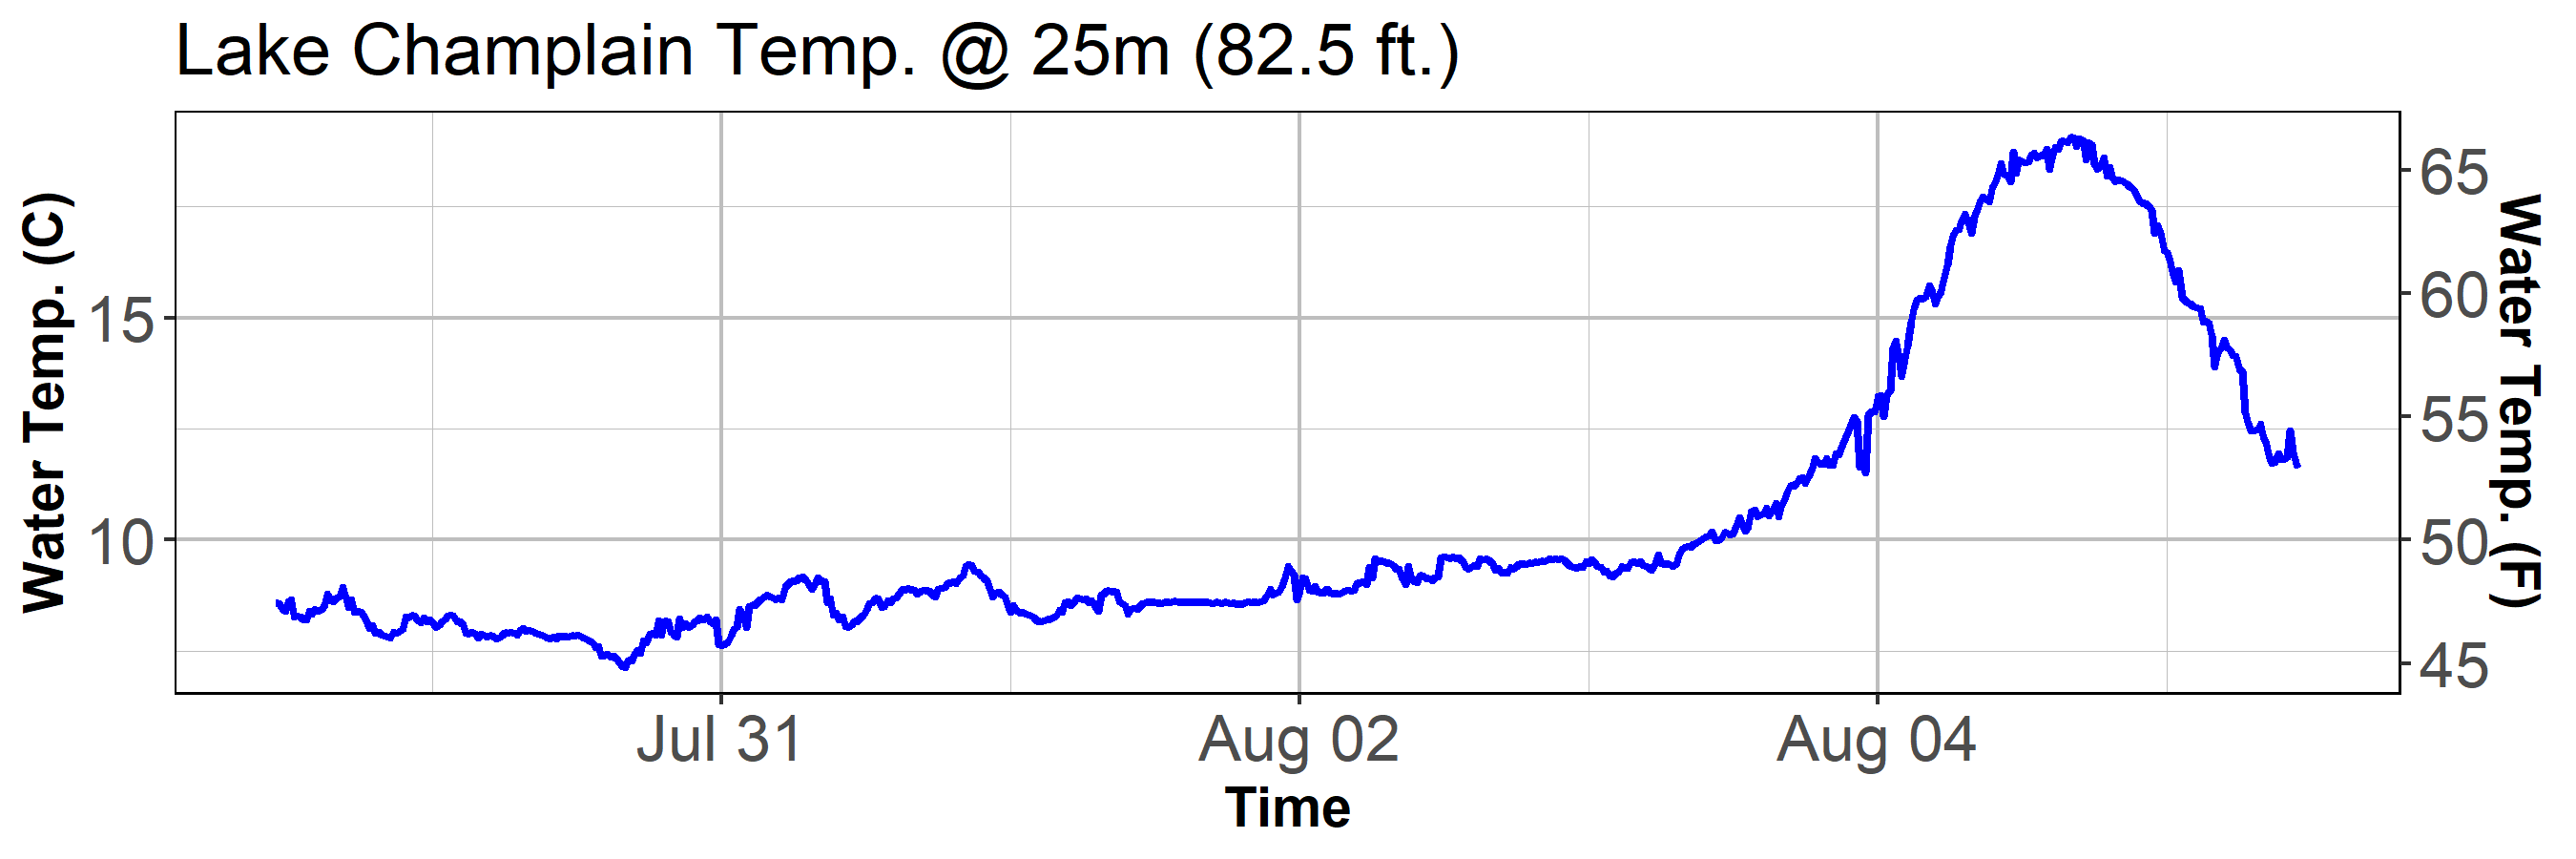 Lake Champlain Temp. @ 25m (82.5 ft.)
Water Temp. (C)
15
10
65
60
55
50
45
Water Temp. (F)
Jul 31
Aug 02
Aug 04
Time